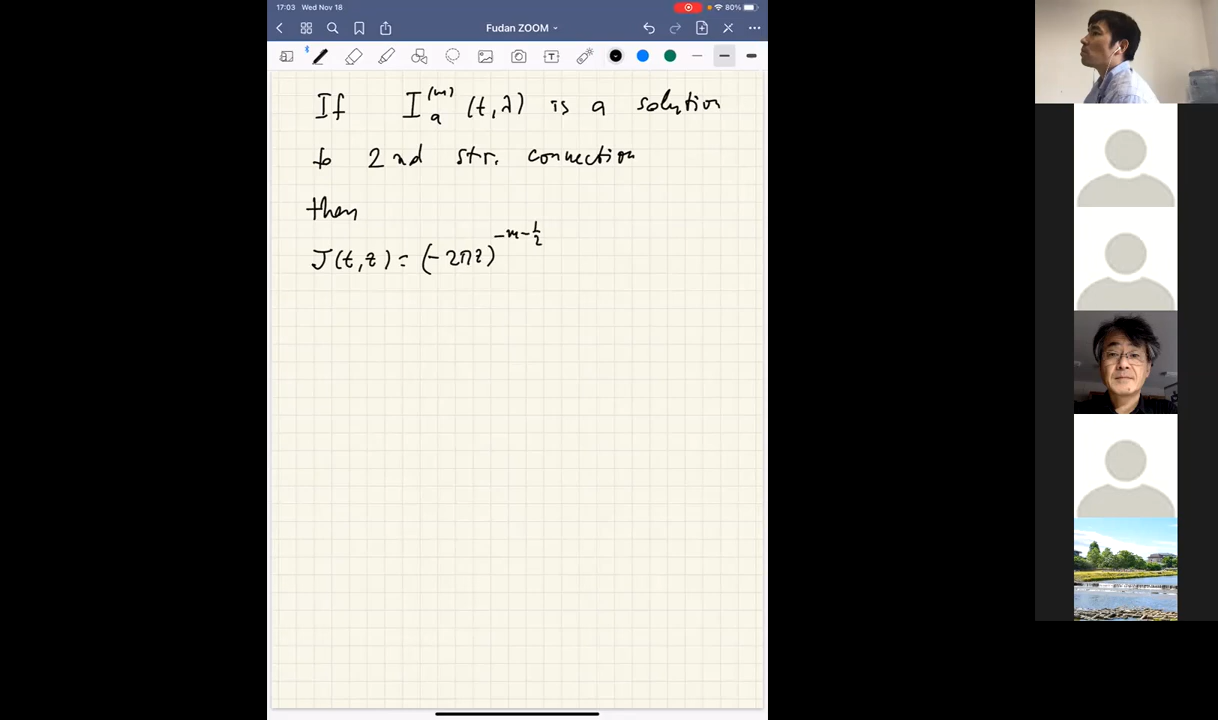 17:03 Wed Nov 18
80%
Fudan ZOOM
If I_a^{(m)} (t,λ) is a solution
to 2nd str. connection
then
J(t,z) = (-2πz)^{-m-1/2}